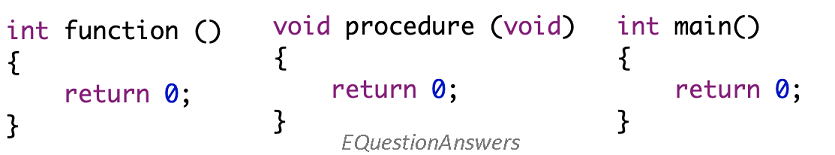 int function ()
{
    return 0;
}
void procedure (void)
{
    return 0;
}
int main()
{
    return 0;
}
EQuestionAnswers